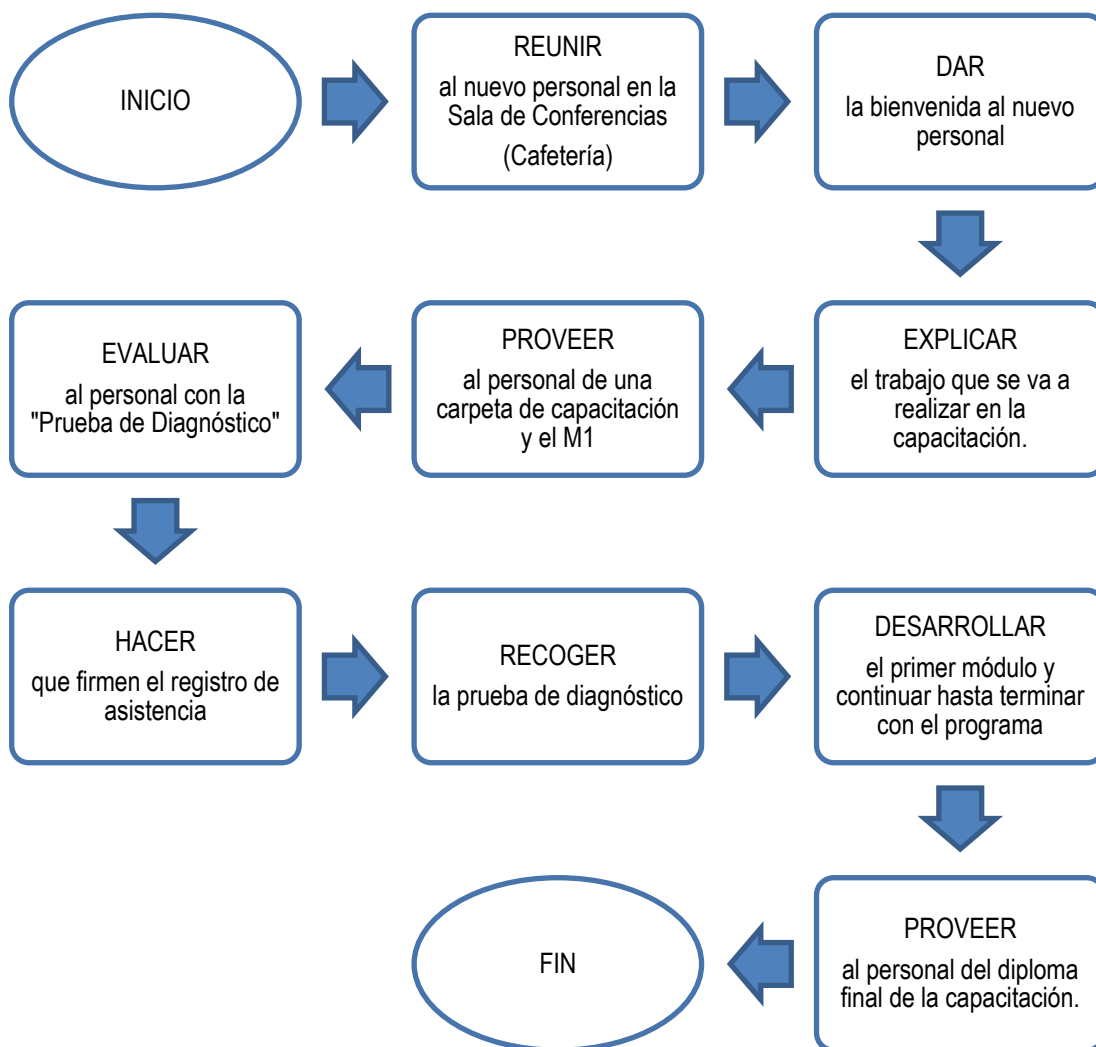 INICIO
REUNIR
al nuevo personal en la
Sala de Conferencias
(Cafetería)
DAR
la bienvenida al nuevo
personal
EXPLICAR
el trabajo que se va a
realizar en la
capacitación.
PROVEER
al personal de una
carpeta de capacitación
y el M1
EVALUAR
al personal con la
"Prueba de Diagnóstico"
HACER
que firmen el registro de
asistencia
RECOGER
la prueba de diagnóstico
DESARROLLAR
el primer módulo y
continuar hasta terminar
con el programa
PROVEER
al personal del diploma
final de la capacitación.
FIN